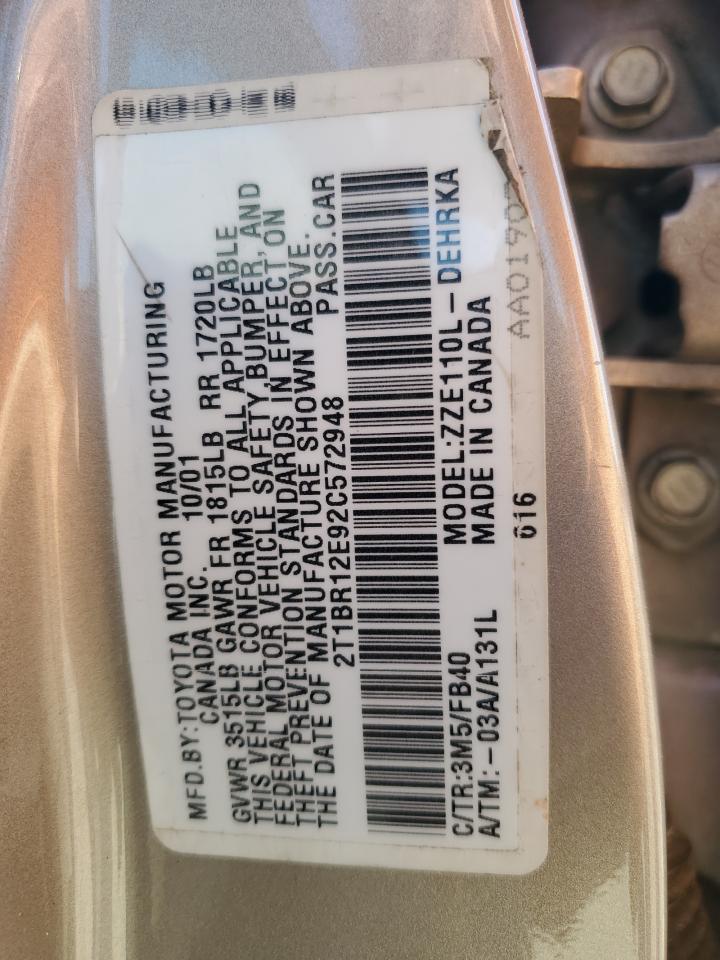 MFD.BY:TOYOTA MOTOR MANUFACTURING
CANADA INC. 10/01
GVWR 3515LB GAWR FR 1815LB RR 1720LB
THIS VEHICLE CONFORMS TO ALL APPLICABLE
FEDERAL MOTOR VEHICLE SAFETY,BUMPER, AND
THEFT PREVENTION STANDARDS IN EFFECT ON
THE DATE OF MANUFACTURE SHOWN ABOVE.
2T1BR12E92C572948 PASS.CAR
C/TR:3M5/FB40 MODEL:ZZE110L-DEHRKA
A/TM:-03A/A131L MADE IN CANADA
616